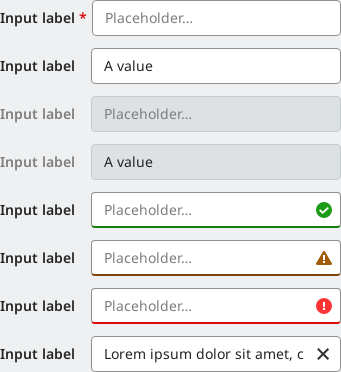 Input label * Placeholder...
Input label A value
Input label Placeholder...
Input label A value
Input label Placeholder...
Input label Placeholder...
Input label Placeholder...
Input label Lorem ipsum dolor sit amet, c